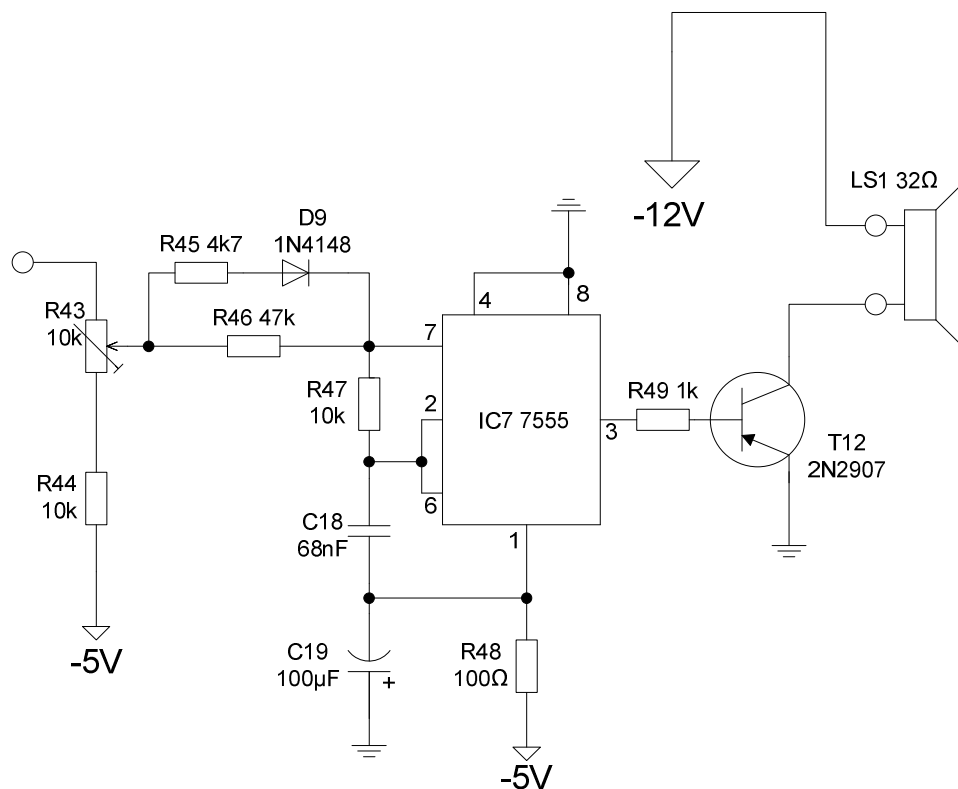 LS1 32Ω
-12V
D9
1N4148
R45 4k7
4
8
R43
10k
R46 47k
7
R47
10k
2
IC7 7555
R49 1k
3
T12
2N2907
R44
10k
6
C18
68nF
1
-5V
C19
100µF
+
R48
100Ω
-5V